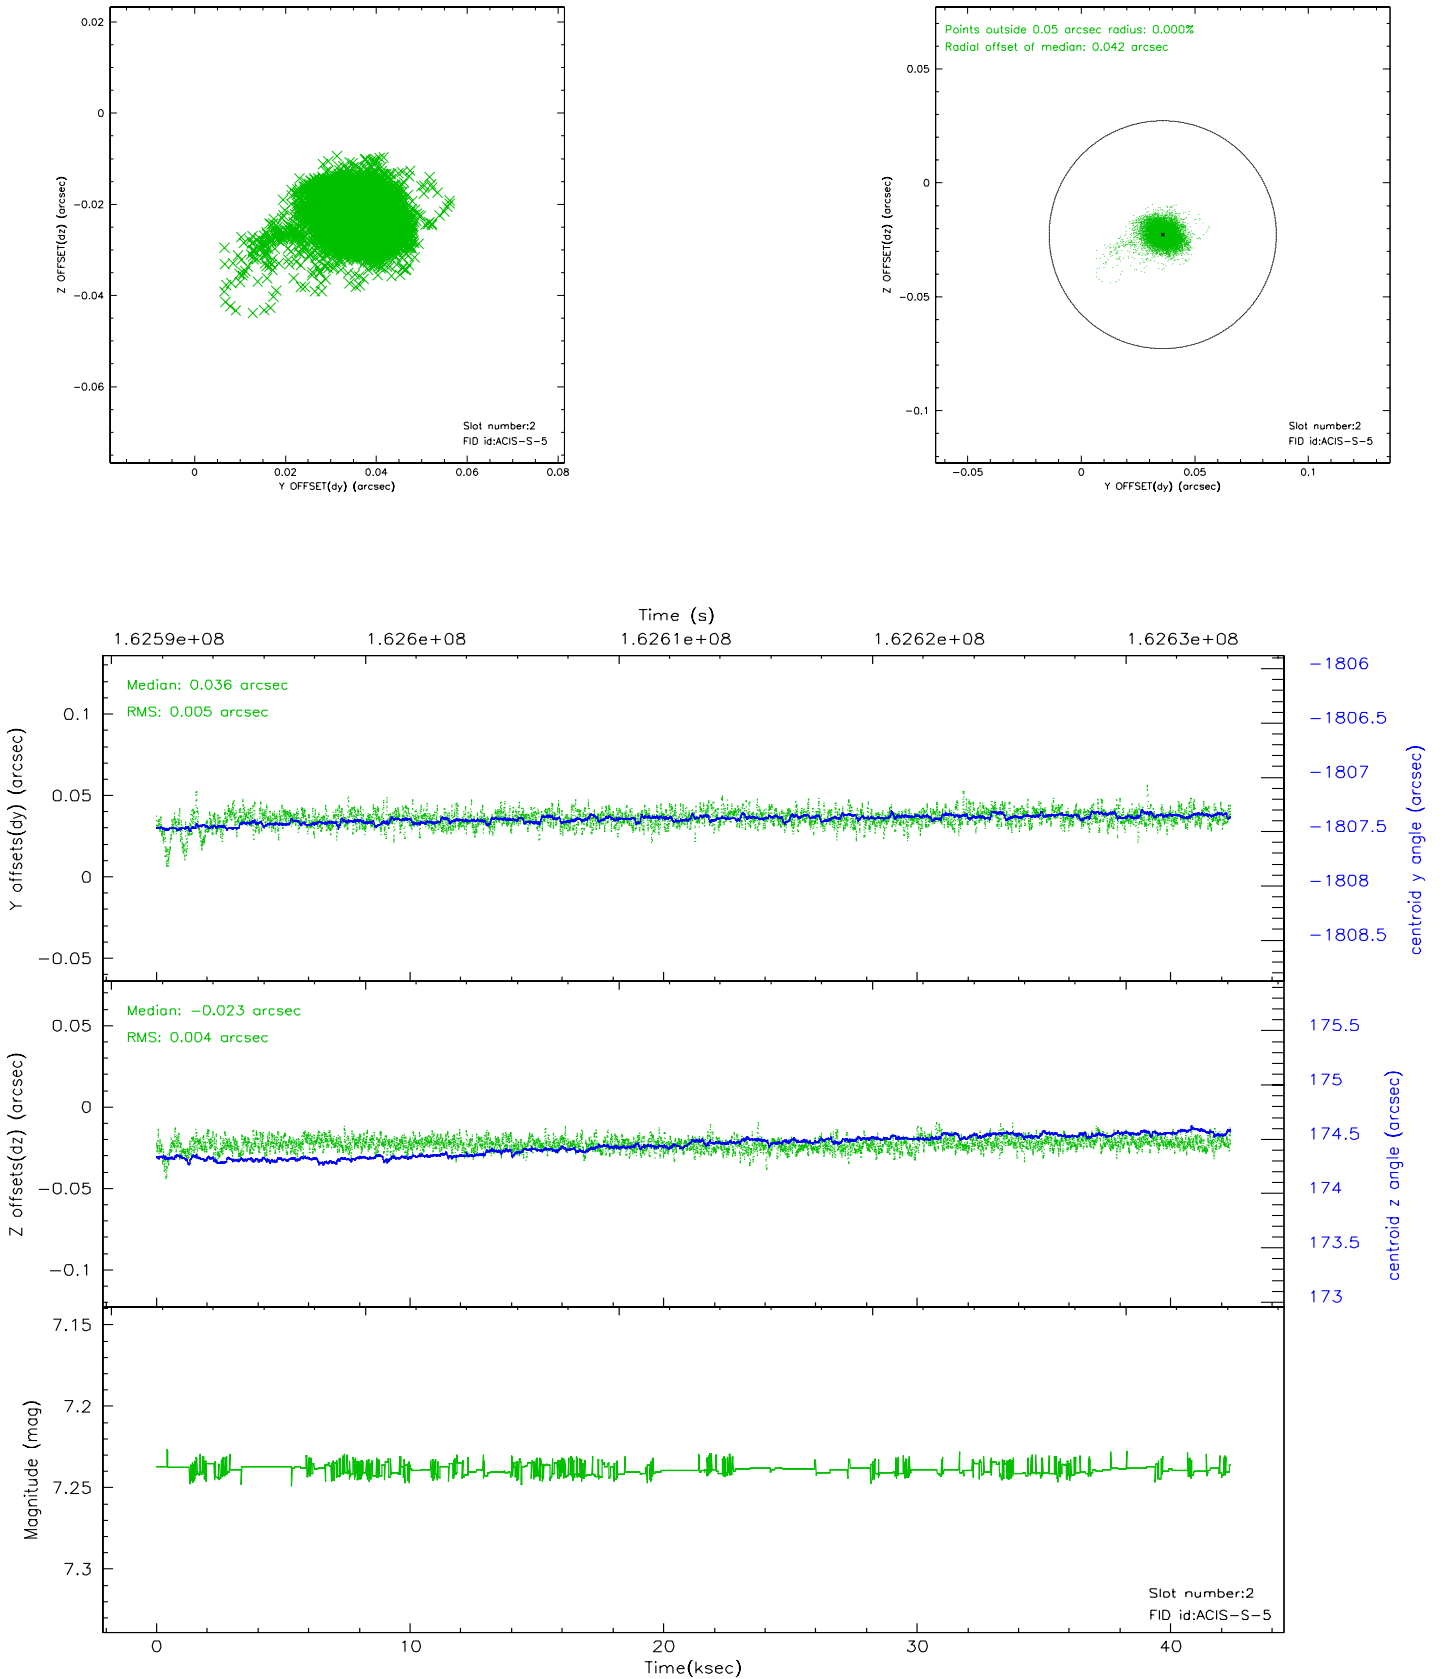 0.02
0
−0.02
−0.04
−0.06
Z OFFSET(dz) (arcsec)
Slot number:2
FID id:ACIS−S−5
0 0.02 0.04 0.06 0.08
Y OFFSET(dy) (arcsec)
Points outside 0.05 arcsec radius: 0.000%
Radial offset of median: 0.042 arcsec
0.05
0
−0.05
−0.1
Z OFFSET(dz) (arcsec)
Slot number:2
FID id:ACIS−S−5
−0.05 0 0.05 0.1
Y OFFSET(dy) (arcsec)
Time (s)
1.6259e+08 1.626e+08 1.6261e+08 1.6262e+08 1.6263e+08
Median: 0.036 arcsec
RMS: 0.005 arcsec
0.1
0.05
0
−0.05
Y offsets(dy) (arcsec)
−1806
−1806.5
−1807
−1807.5
−1808
−1808.5
centroid y angle (arcsec)
Median: −0.023 arcsec
RMS: 0.004 arcsec
0.05
0
−0.05
−0.1
Z offsets(dz) (arcsec)
175.5
175
174.5
174
173.5
173
centroid z angle (arcsec)
7.15
7.2
7.25
7.3
Magnitude (mag)
Slot number:2
FID id:ACIS−S−5
0 10 20 30 40
Time(ksec)